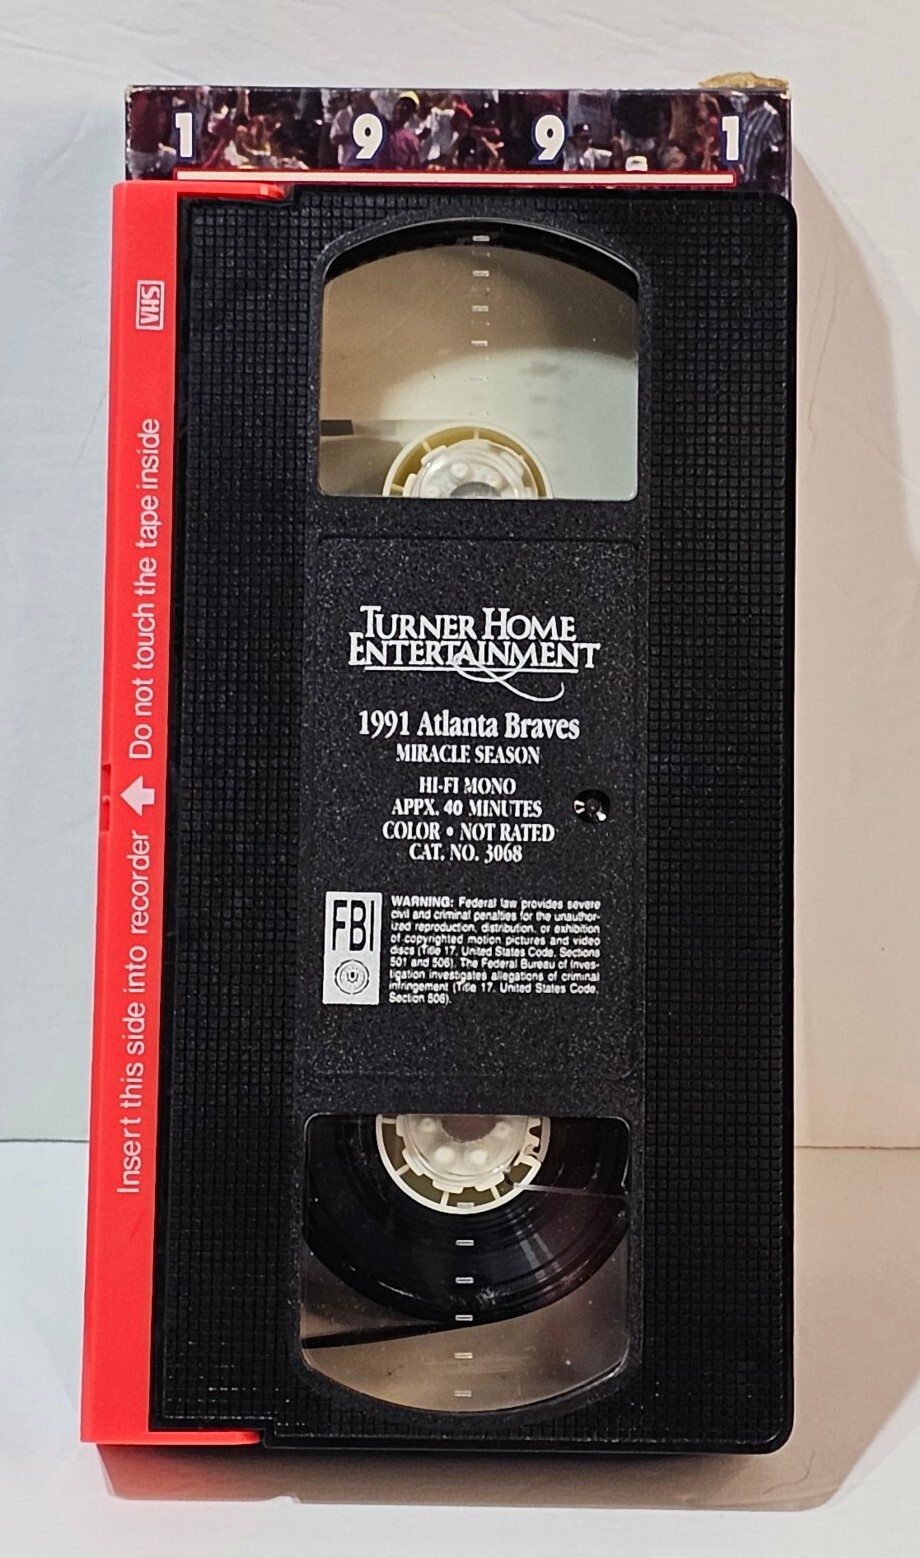 1 9 9 1
VHS
Insert this side into recorder Do not touch the tape inside
TURNER HOME
ENTERTAINMENT
1991 Atlanta Braves
MIRACLE SEASON
HI-FI MONO
APPX. 40 MINUTES
COLOR • NOT RATED
CAT. NO. 3068
FBI
WARNING: Federal law provides severe
civil and criminal penalties for the unauthor-
ized reproduction, distribution, or exhibition
of copyrighted motion pictures and video
discs (Title 17, United States Code, Sections
501 and 506). The Federal Bureau of Inves-
tigation investigates allegations of criminal
infringement (Title 17, United States Code,
Section 506).